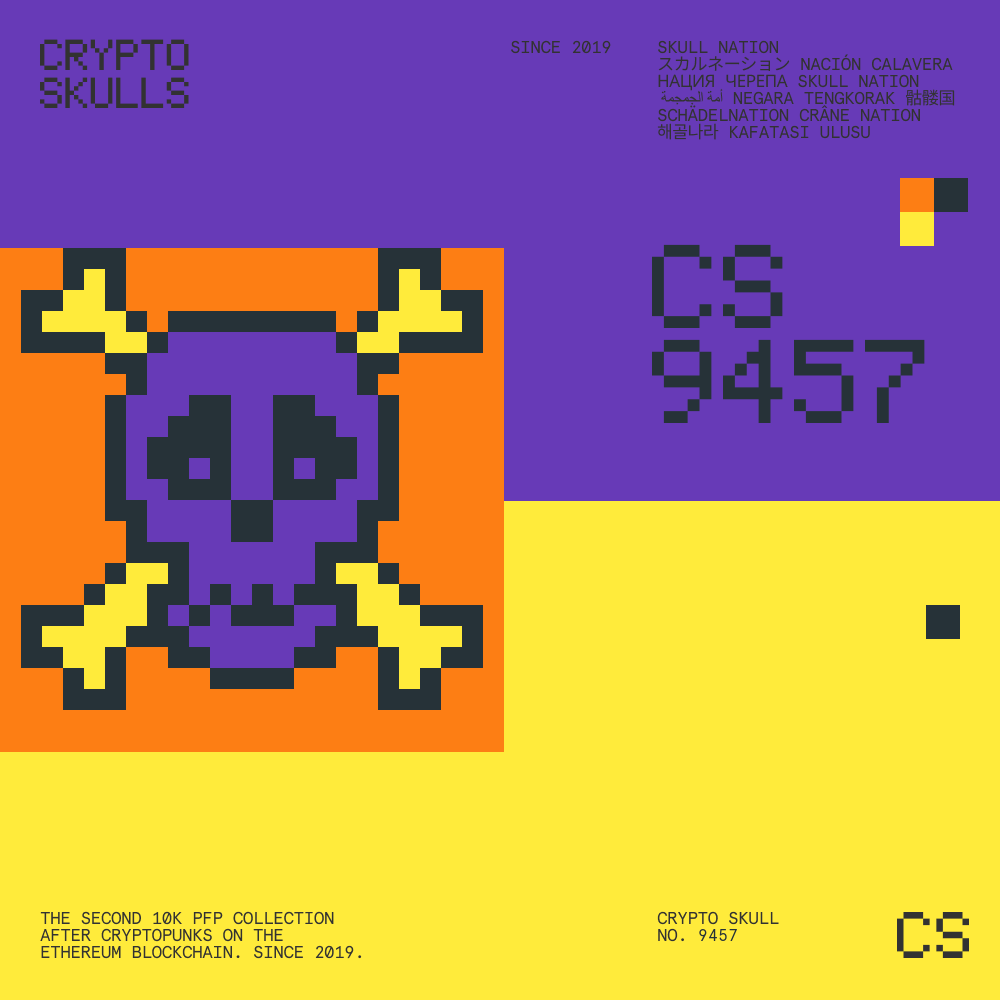 CRYPTO
SKULLS
SINCE 2019
SKULL NATION
スカルネーション NACIÓN CALAVERA
НАЦИЯ ЧЕРЕПА SKULL NATION
أمة الجمجمة NEGARA TENGKORAK 骷髏国
SCHÄDELNATION CRÂNE NATION
해골나라 KAFATASI ULUSU
CS
9457
THE SECOND 10K PFP COLLECTION
AFTER CRYPTOPUNKS ON THE
ETHEREUM BLOCKCHAIN. SINCE 2019.
CRYPTO SKULL
NO. 9457
CS